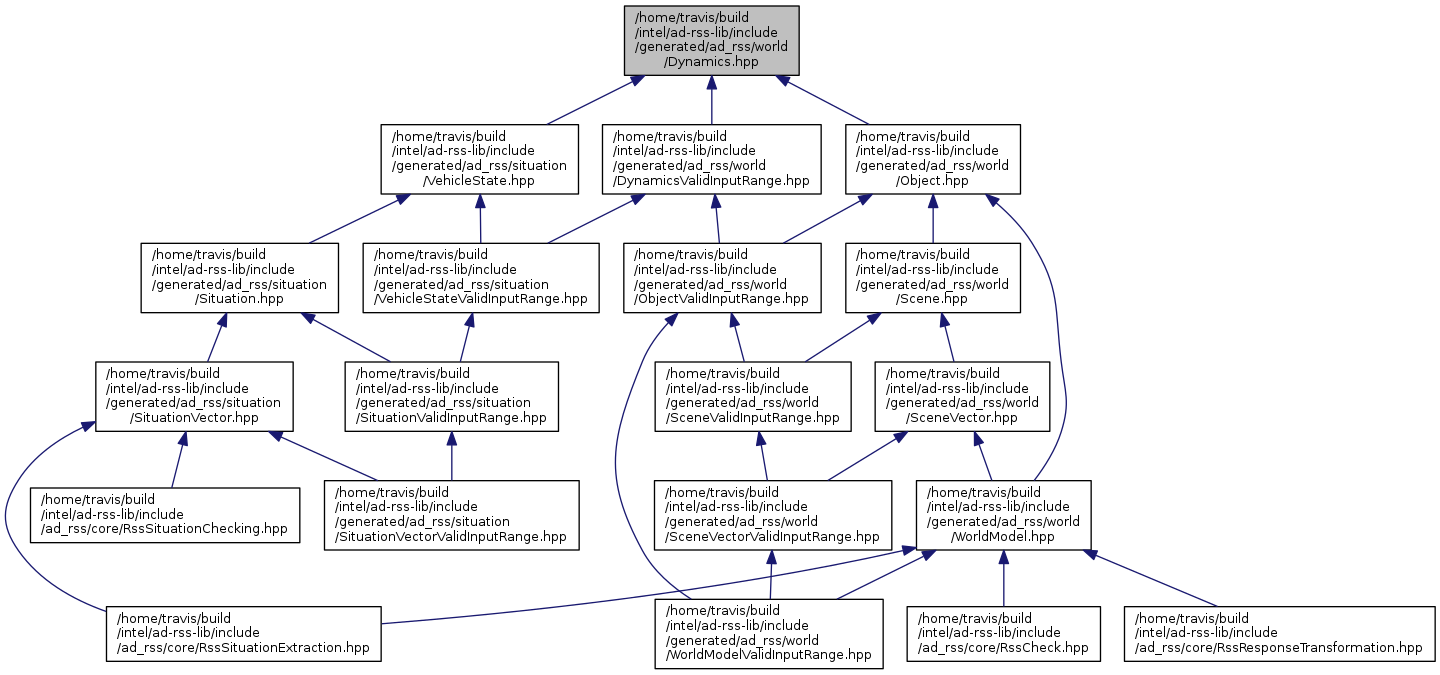 /home/travis/build
/intel/ad-rss-lib/include
/generated/ad_rss/world
/Dynamics.hpp
/home/travis/build
/intel/ad-rss-lib/include
/generated/ad_rss/situation
/VehicleState.hpp
/home/travis/build
/intel/ad-rss-lib/include
/generated/ad_rss/world
/DynamicsValidInputRange.hpp
/home/travis/build
/intel/ad-rss-lib/include
/generated/ad_rss/world
/Object.hpp
/home/travis/build
/intel/ad-rss-lib/include
/generated/ad_rss/situation
/Situation.hpp
/home/travis/build
/intel/ad-rss-lib/include
/generated/ad_rss/situation
/VehicleStateValidInputRange.hpp
/home/travis/build
/intel/ad-rss-lib/include
/generated/ad_rss/world
/ObjectValidInputRange.hpp
/home/travis/build
/intel/ad-rss-lib/include
/generated/ad_rss/world
/Scene.hpp
/home/travis/build
/intel/ad-rss-lib/include
/generated/ad_rss/situation
/SituationVector.hpp
/home/travis/build
/intel/ad-rss-lib/include
/generated/ad_rss/situation
/SituationValidInputRange.hpp
/home/travis/build
/intel/ad-rss-lib/include
/generated/ad_rss/world
/SceneValidInputRange.hpp
/home/travis/build
/intel/ad-rss-lib/include
/generated/ad_rss/world
/SceneVector.hpp
/home/travis/build
/intel/ad-rss-lib/include
/ad_rss/core/RssSituationChecking.hpp
/home/travis/build
/intel/ad-rss-lib/include
/generated/ad_rss/situation
/SituationVectorValidInputRange.hpp
/home/travis/build
/intel/ad-rss-lib/include
/generated/ad_rss/world
/SceneVectorValidInputRange.hpp
/home/travis/build
/intel/ad-rss-lib/include
/generated/ad_rss/world
/WorldModel.hpp
/home/travis/build
/intel/ad-rss-lib/include
/ad_rss/core/RssSituationExtraction.hpp
/home/travis/build
/intel/ad-rss-lib/include
/generated/ad_rss/world
/WorldModelValidInputRange.hpp
/home/travis/build
/intel/ad-rss-lib/include
/ad_rss/core/RssCheck.hpp
/home/travis/build
/intel/ad-rss-lib/include
/ad_rss/core/RssResponseTransformation.hpp